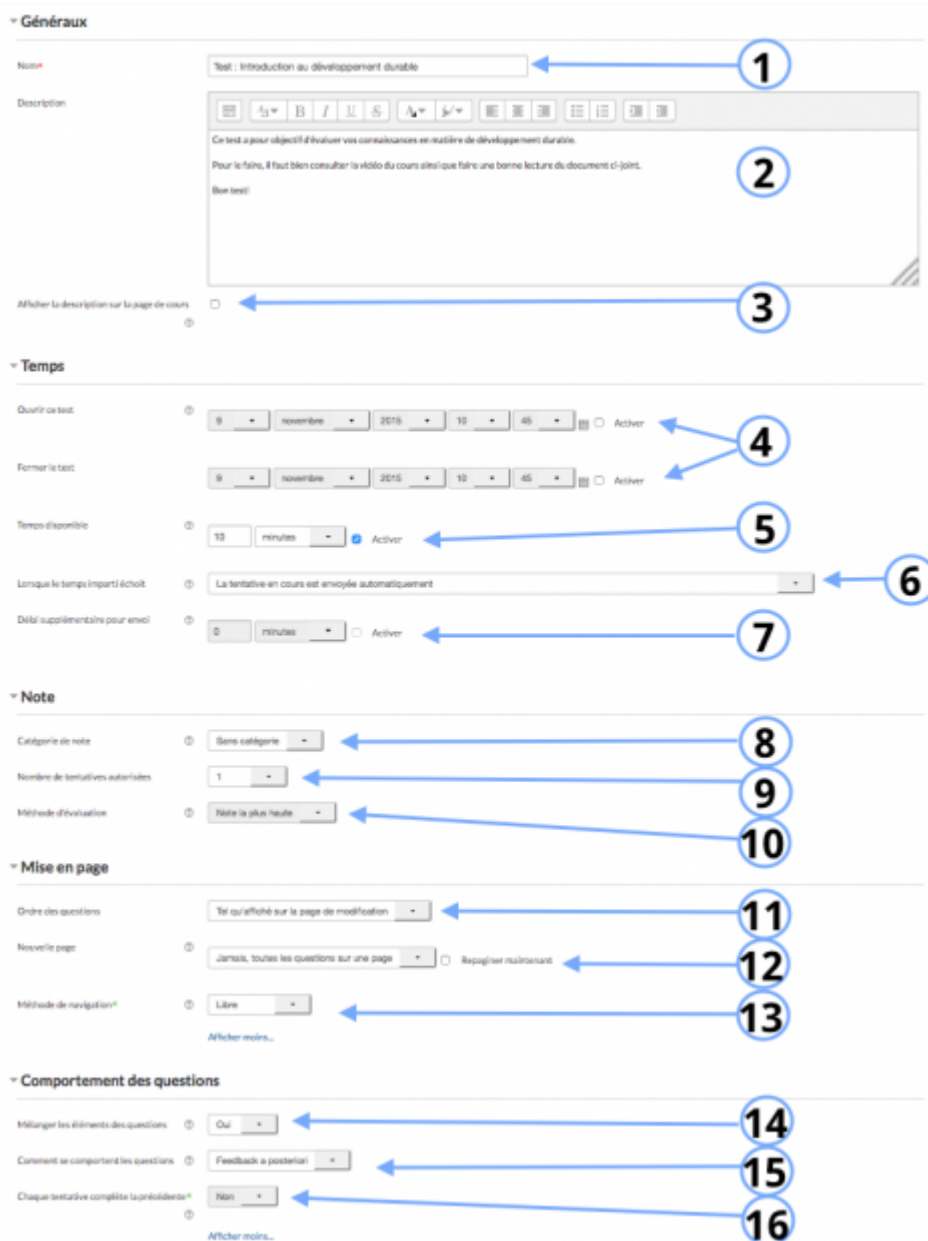 Généraux
Nom*
Test : Introduction au développement durable
1
Description
B I U S
Ce test a pour objectif d'évaluer vos connaissances en matière de développement durable.
Pour le faire, il faut bien consulter la vidéo du cours ainsi que faire une bonne lecture du document ci-joint.
Bon test!
2
Afficher la description sur la page de cours
3
Temps
Ouvrir ce test 9 novembre 2015 10 45 Activer
4
Fermer le test 9 novembre 2015 10 45 Activer
Temps disponible 10 minutes Activer 5
Lorsque le temps imparti échoit La tentative en cours est envoyée automatiquement 6
Délai supplémentaire pour envoi 0 minutes Activer 7
Note
Catégorie de note Sans catégorie 8
Nombre de tentatives autorisées 1 9
Méthode d'évaluation Note la plus haute 10
Mise en page
Ordre des questions Tel qu'affiché sur la page de modification 11
Nouvelle page Jamais, toutes les questions sur une page Repaginer maintenant 12
Méthode de navigation* Libre 13
Afficher moins...
Comportement des questions
Mélanger les éléments des questions Oui 14
Comment se comportent les questions Feedback a posteriori 15
Chaque tentative complète la précédente* Non 16
Afficher moins...